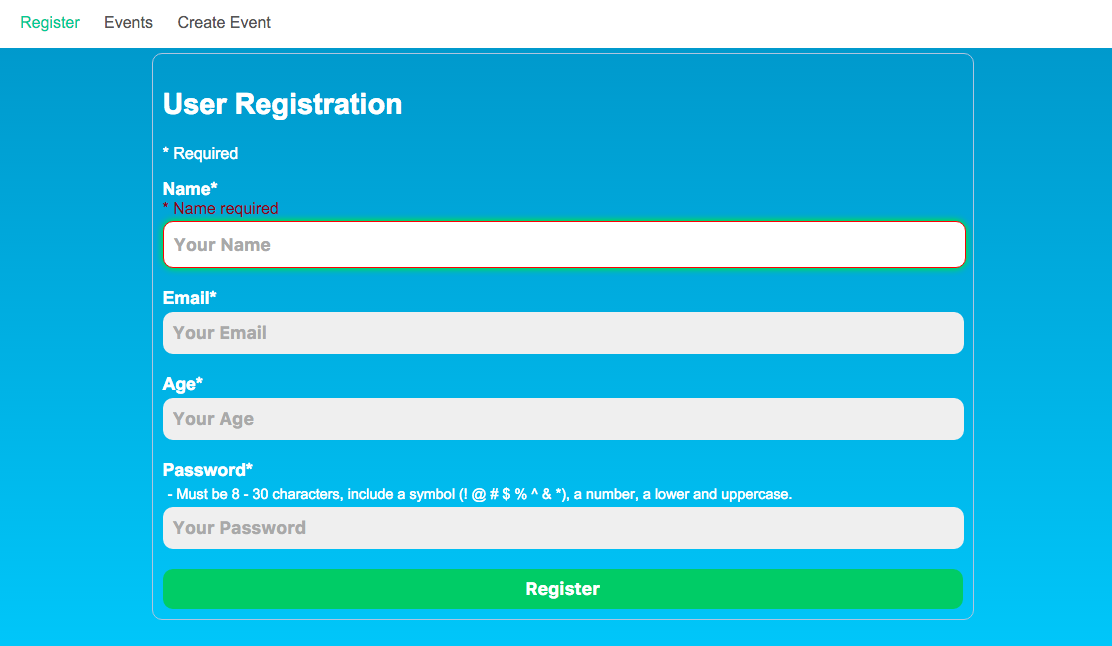 Register Events Create Event
User Registration
* Required
Name*
* Name required
Your Name
Email*
Your Email
Age*
Your Age
Password*
- Must be 8 - 30 characters, include a symbol (! @ # $ % ^ & *), a number, a lower and uppercase.
Your Password
Register